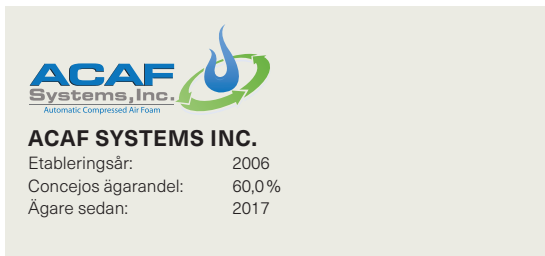 ACAF
Systems, Inc.
Automatic Compressed Air Foam
ACAF SYSTEMS INC.
Etableringsår: 2006
Concejos ägarandel: 60,0 %
Ägare sedan: 2017